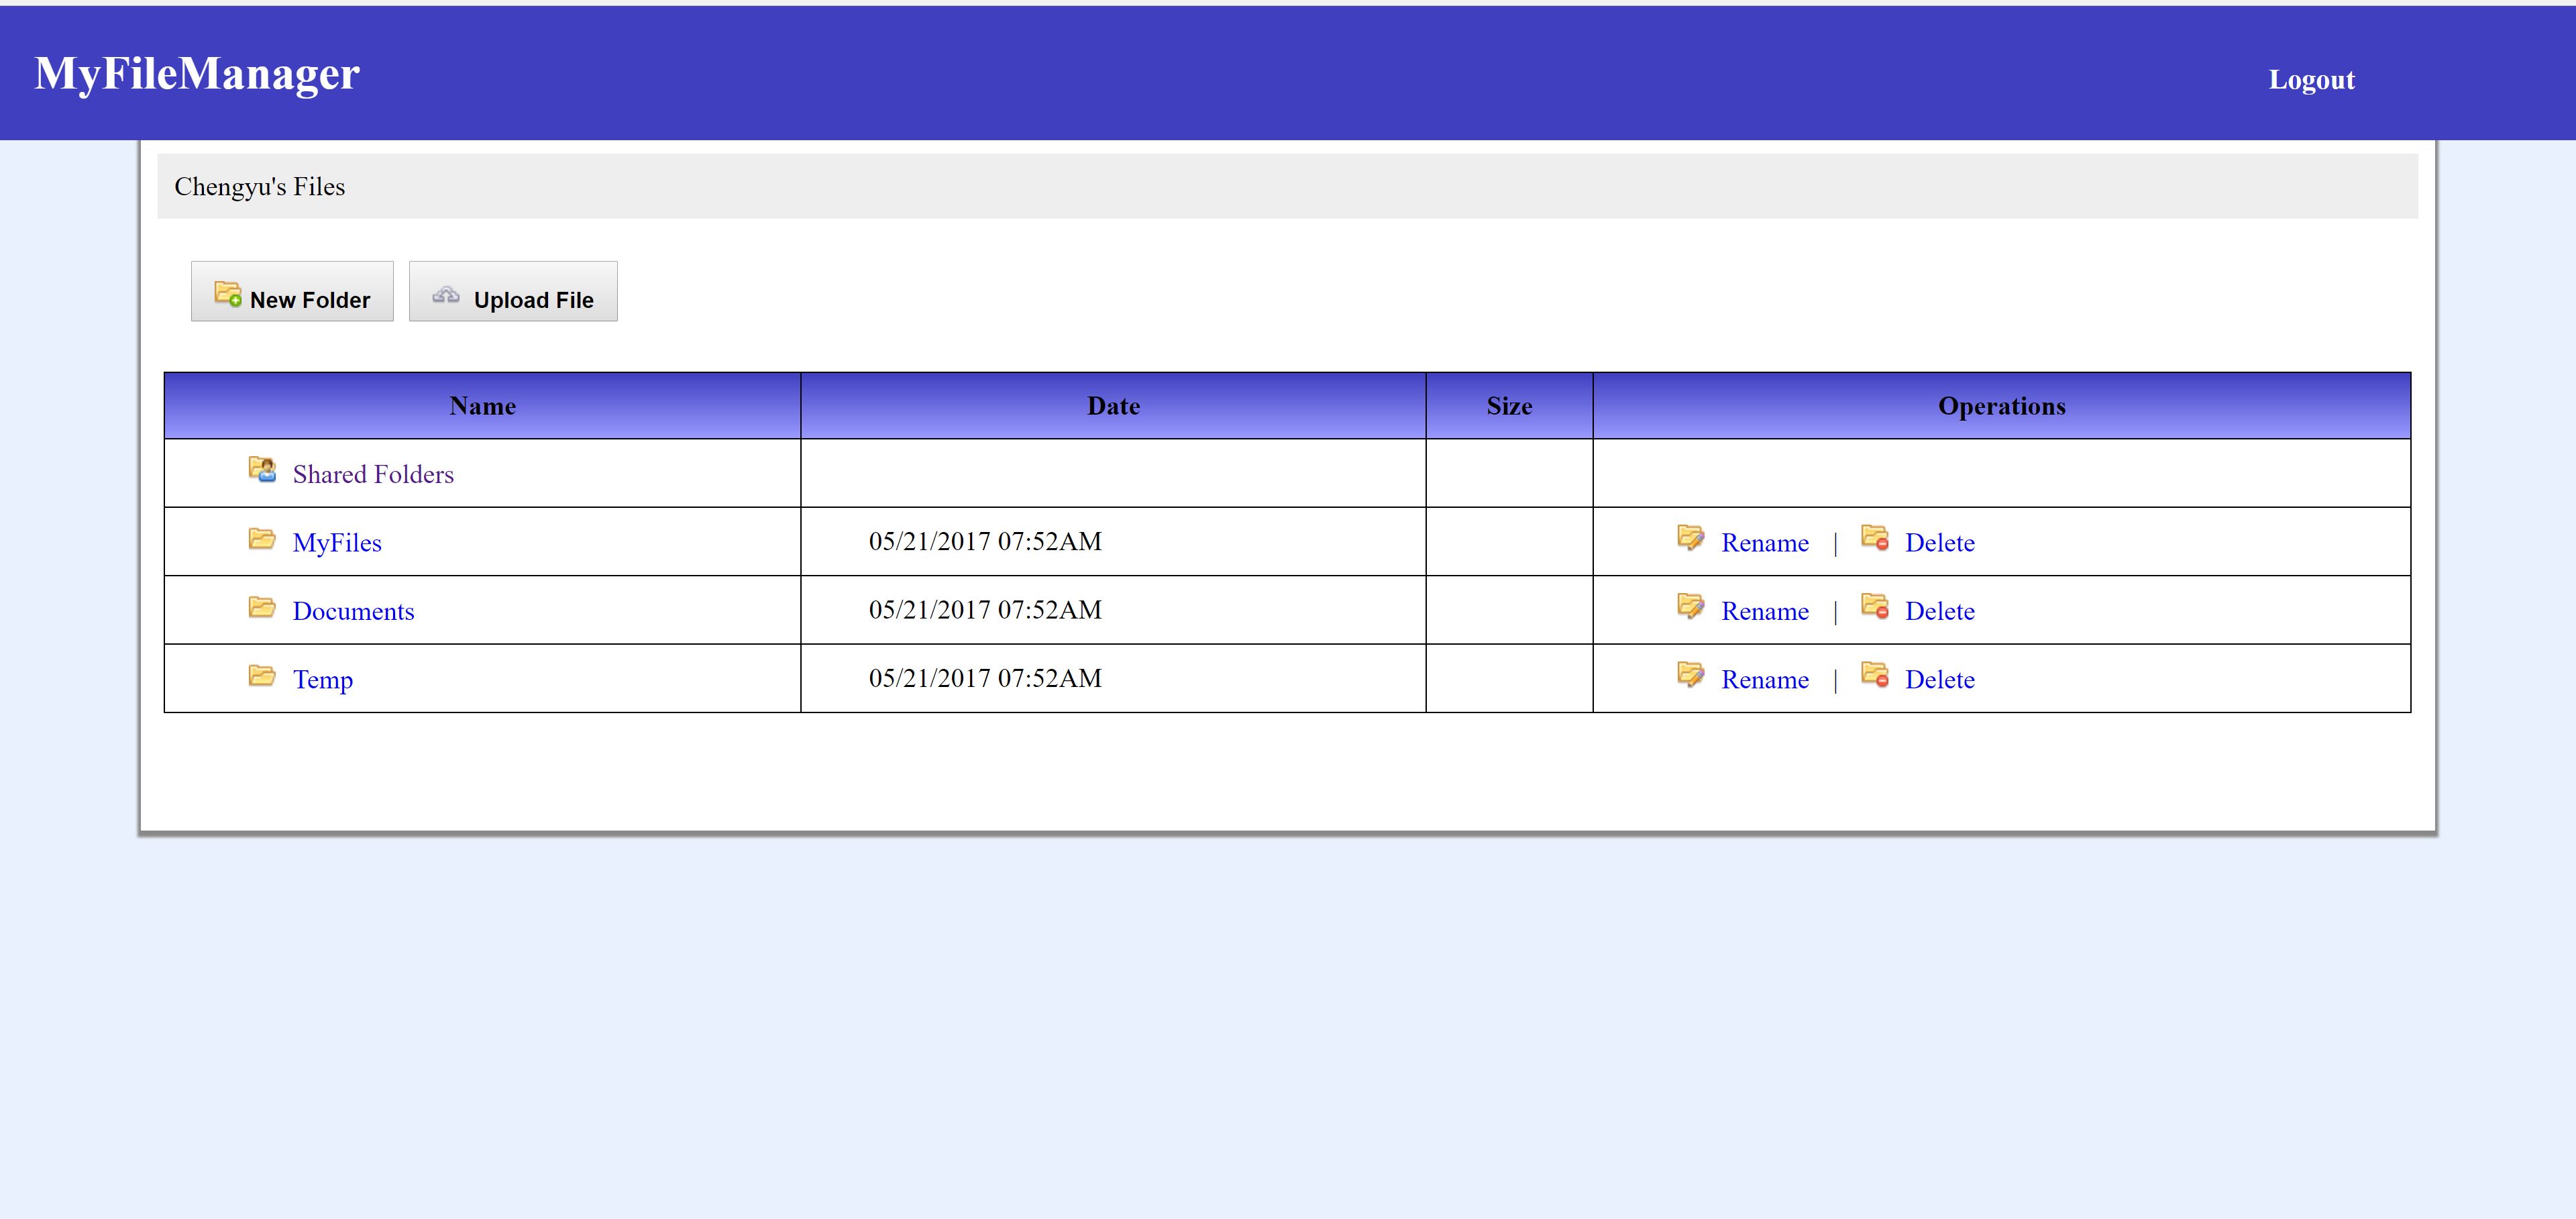 MyFileManager
Logout
Chengyu's Files
New Folder
Upload File
Name Date Size Operations
Shared Folders
MyFiles 05/21/2017 07:52AM Rename | Delete
Documents 05/21/2017 07:52AM Rename | Delete
Temp 05/21/2017 07:52AM Rename | Delete